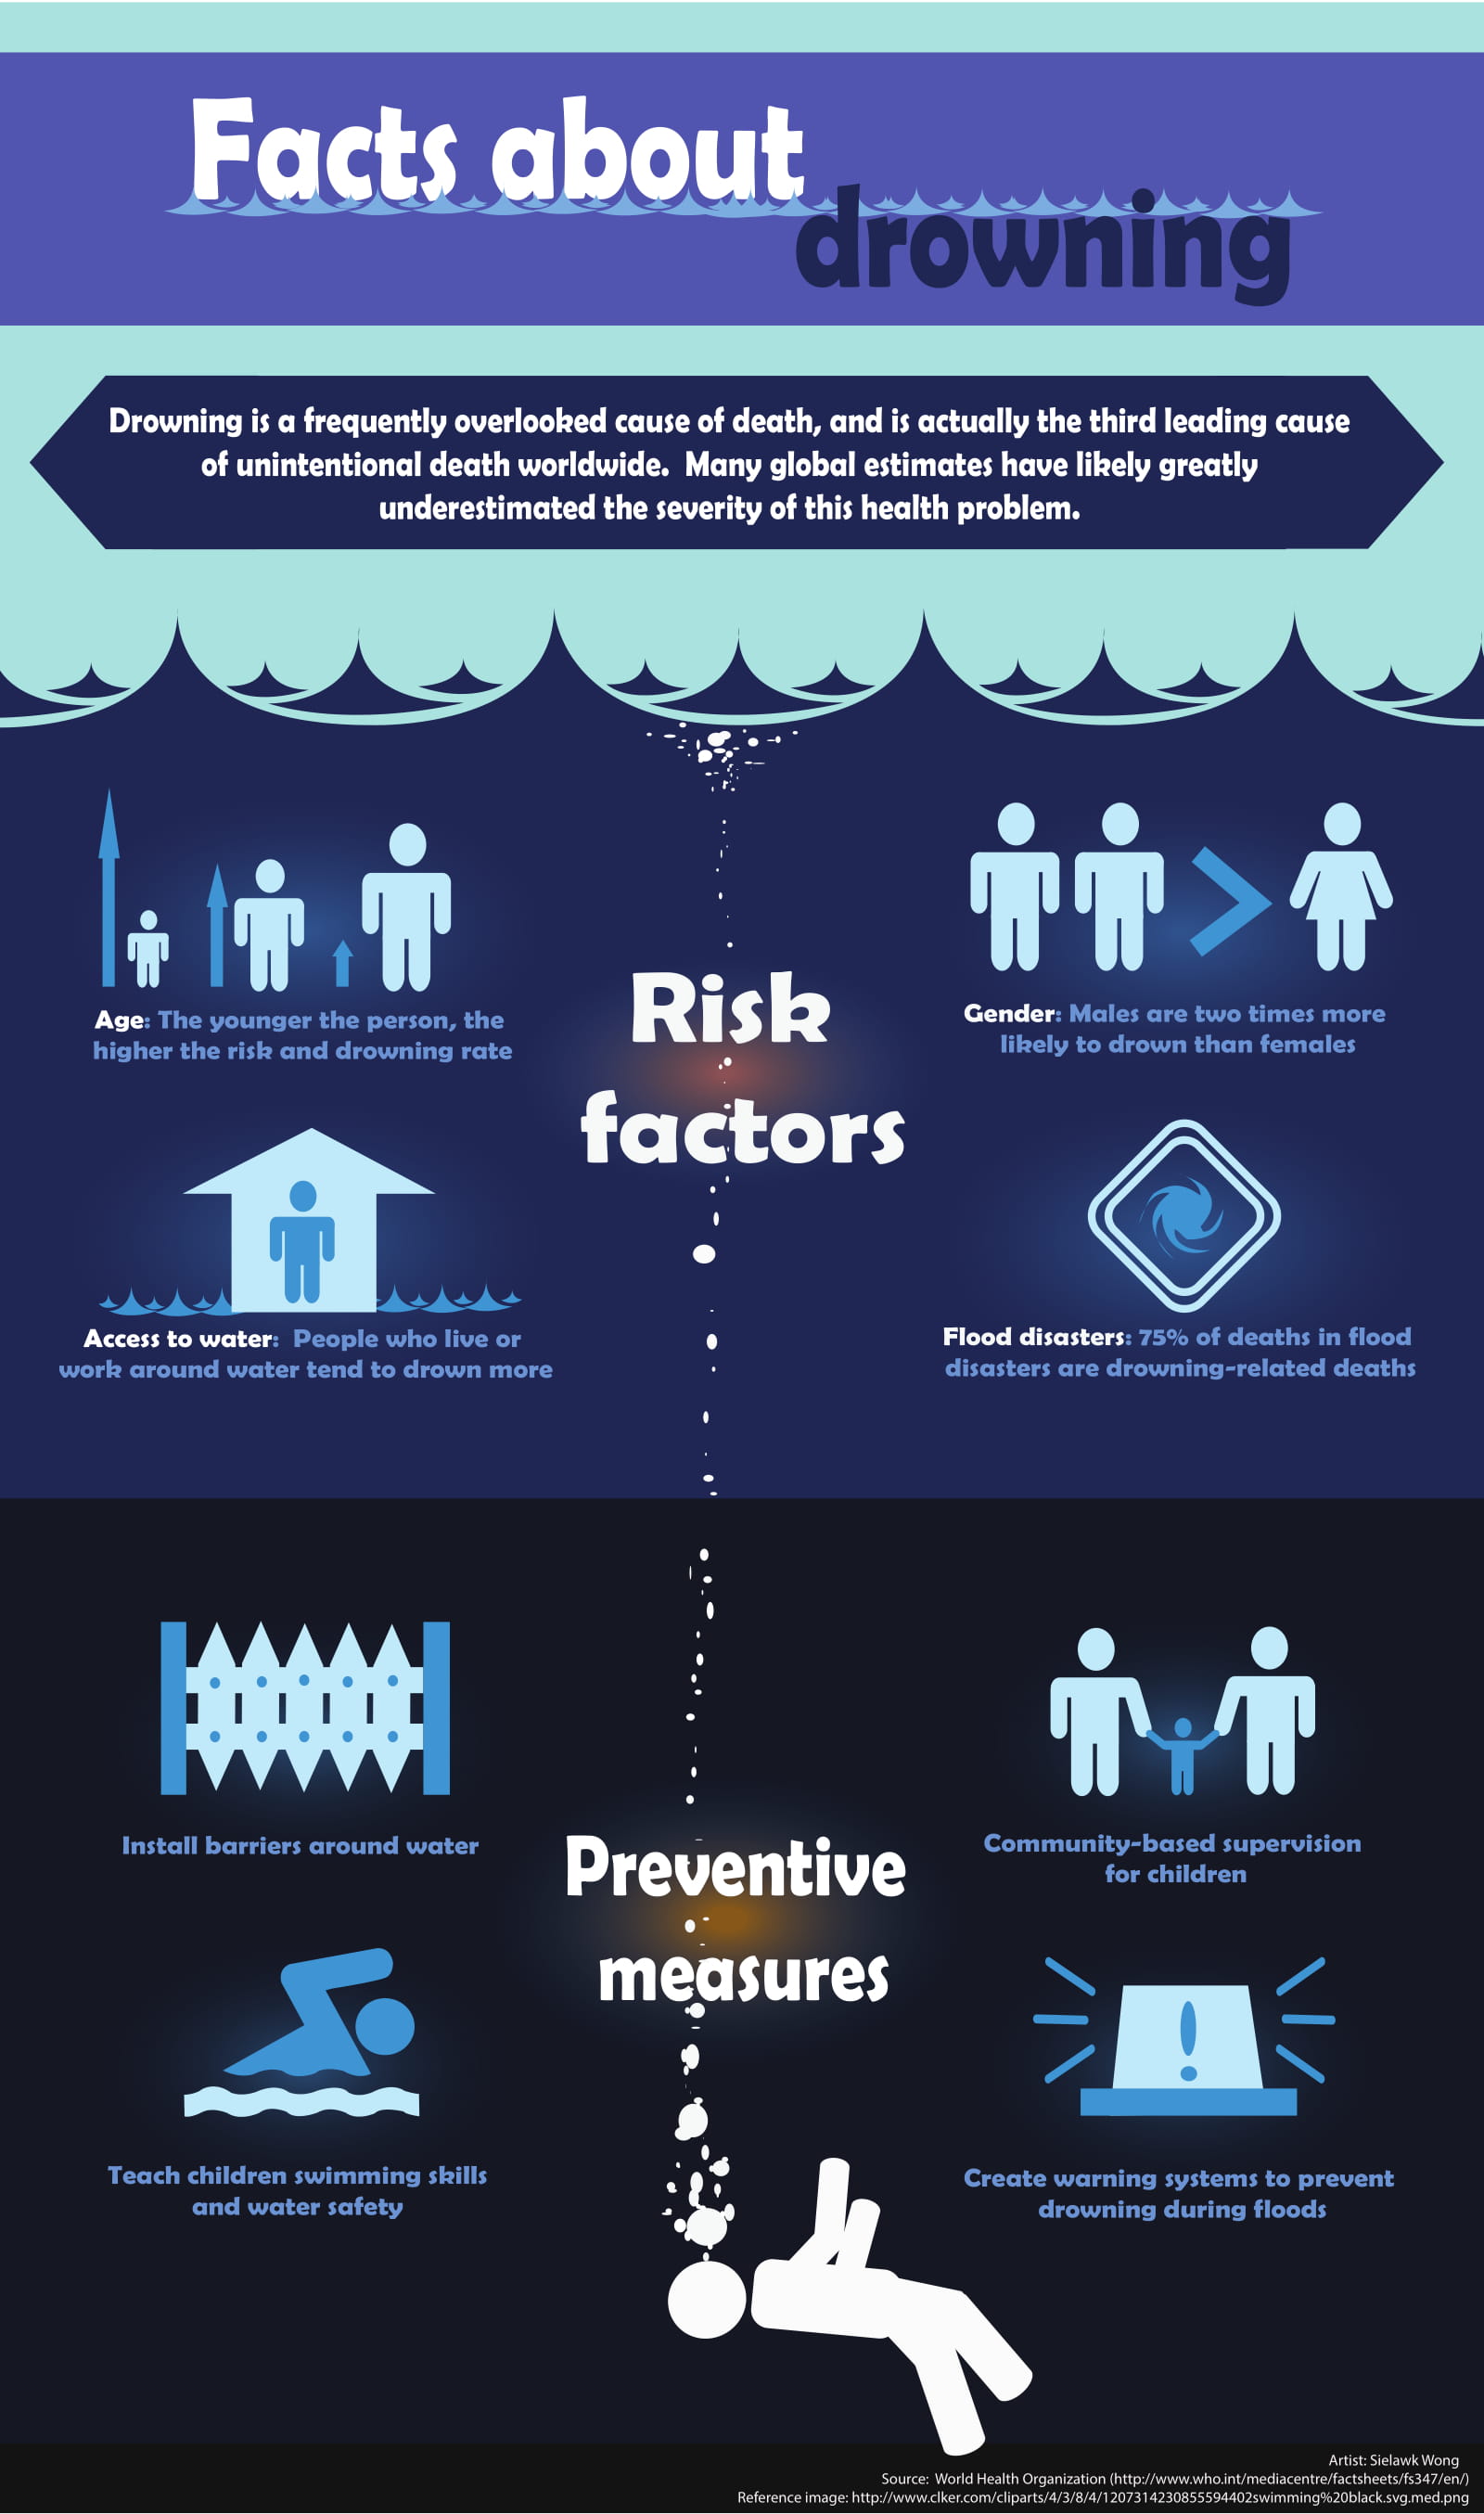 Facts about
drowning
Drowning is a frequently overlooked cause of death, and is actually the third leading cause
of unintentional death worldwide.  Many global estimates have likely greatly
underestimated the severity of this health problem.
Risk
factors
Age: The younger the person, the
higher the risk and drowning rate
Gender: Males are two times more
likely to drown than females
Access to water:  People who live or
work around water tend to drown more
Flood disasters: 75% of deaths in flood
disasters are drowning-related deaths
Preventive
measures
Install barriers around water
Community-based supervision
for children
Teach children swimming skills
and water safety
!
Create warning systems to prevent
drowning during floods
Artist: Sielawk Wong
Source:  World Health Organization (http://www.who.int/mediacentre/factsheets/fs347/en/)
Reference image: http://www.clker.com/cliparts/4/3/8/4/1207314230855594402swimming%20black.svg.med.png